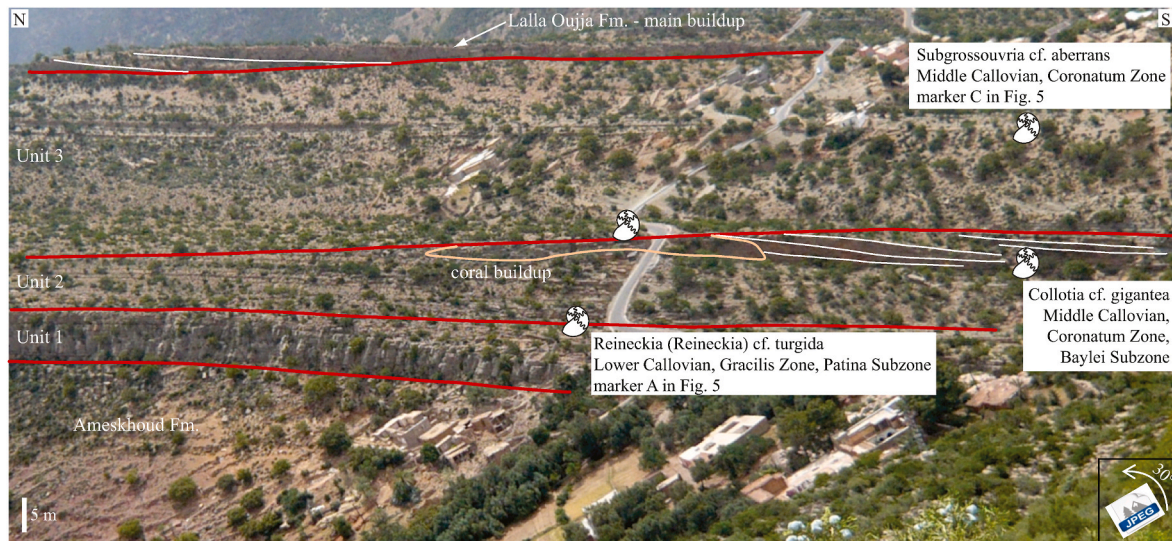 N
S
Lalla Oujja Fm. - main buildup
Subgrossouvria cf. aberrans
Middle Callovian, Coronatum Zone
marker C in Fig. 5
Unit 3
coral buildup
Unit 2
Collotia cf. gigantea
Middle Callovian,
Coronatum Zone,
Baylei Subzone
Unit 1
Reineckia (Reineckia) cf. turgida
Lower Callovian, Gracilis Zone, Patina Subzone
marker A in Fig. 5
Ameskhoud Fm.
5 m
30°
JPEG